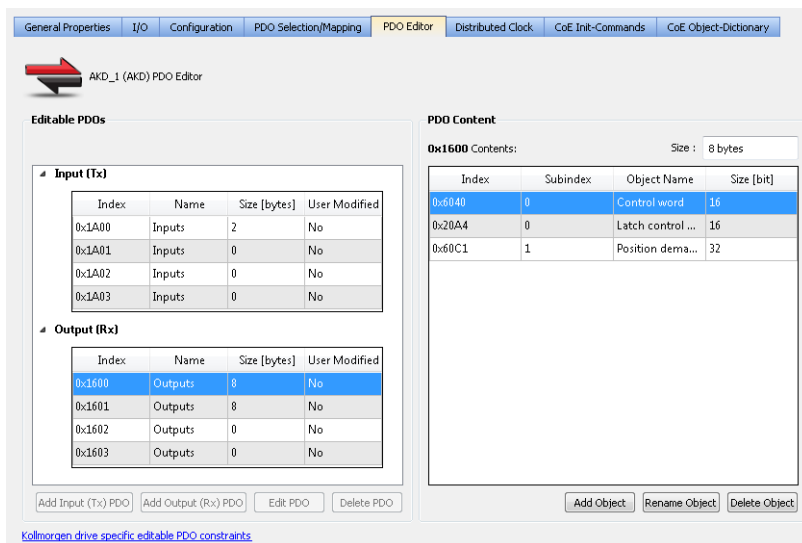 General Properties I/O Configuration PDO Selection/Mapping PDO Editor Distributed Clock CoE Init-Commands CoE Object-Dictionary
AKD_1 (AKD) PDO Editor
Editable PDOs
Input (Tx)
Index Name Size [bytes] User Modified
0x1A00 Inputs 2 No
0x1A01 Inputs 0 No
0x1A02 Inputs 0 No
0x1A03 Inputs 0 No
Output (Rx)
Index Name Size [bytes] User Modified
0x1600 Outputs 8 No
0x1601 Outputs 8 No
0x1602 Outputs 0 No
0x1603 Outputs 0 No
Add Input (Tx) PDO Add Output (Rx) PDO Edit PDO Delete PDO
PDO Content
0x1600 Contents: Size : 8 bytes
Index Subindex Object Name Size [bit]
0x6040 0 Control word 16
0x20A4 0 Latch control ... 16
0x60C1 1 Position dema... 32
Add Object Rename Object Delete Object
Kollmorgen drive specific editable PDO constraints